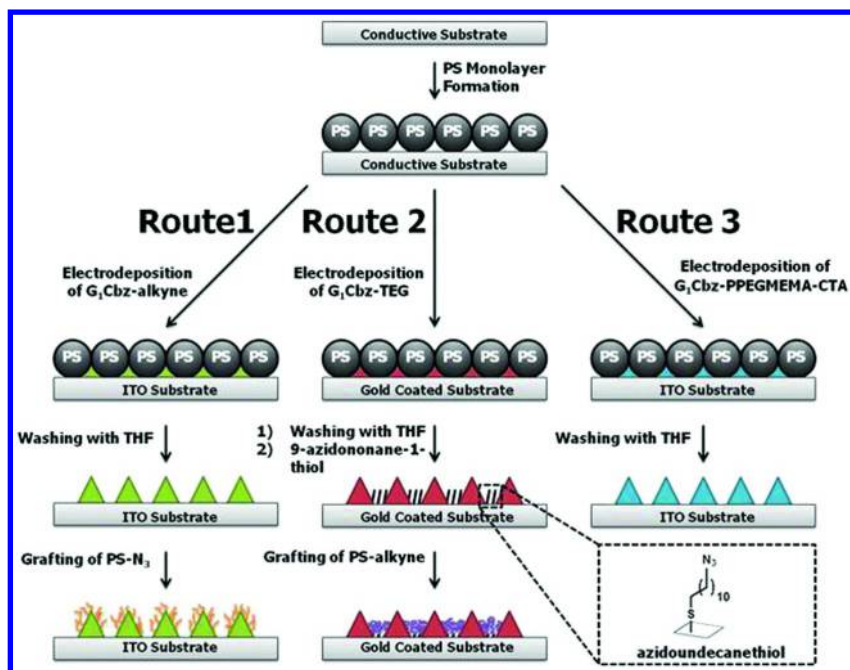 Conductive Substrate
PS Monolayer
Formation
PS PS PS PS PS PS
Conductive Substrate
Route1
Route 2
Route 3
Electrodeposition
of G₁Cbz-alkyne
Electrodeposition
of G₁Cbz-TEG
Electrodeposition of
G₁Cbz-PPEGMEMA-CTA
PS PS PS PS PS PS
ITO Substrate
PS PS PS PS PS PS
Gold Coated Substrate
PS PS PS PS PS PS
ITO Substrate
Washing with THF
1) Washing with THF
2) 9-azidononane-1-
thiol
Washing with THF
ITO Substrate
Gold Coated Substrate
ITO Substrate
Grafting of PS-N₃
Grafting of PS-alkyne
N₃
10
S
azidoundecanethiol
ITO Substrate
Gold Coated Substrate